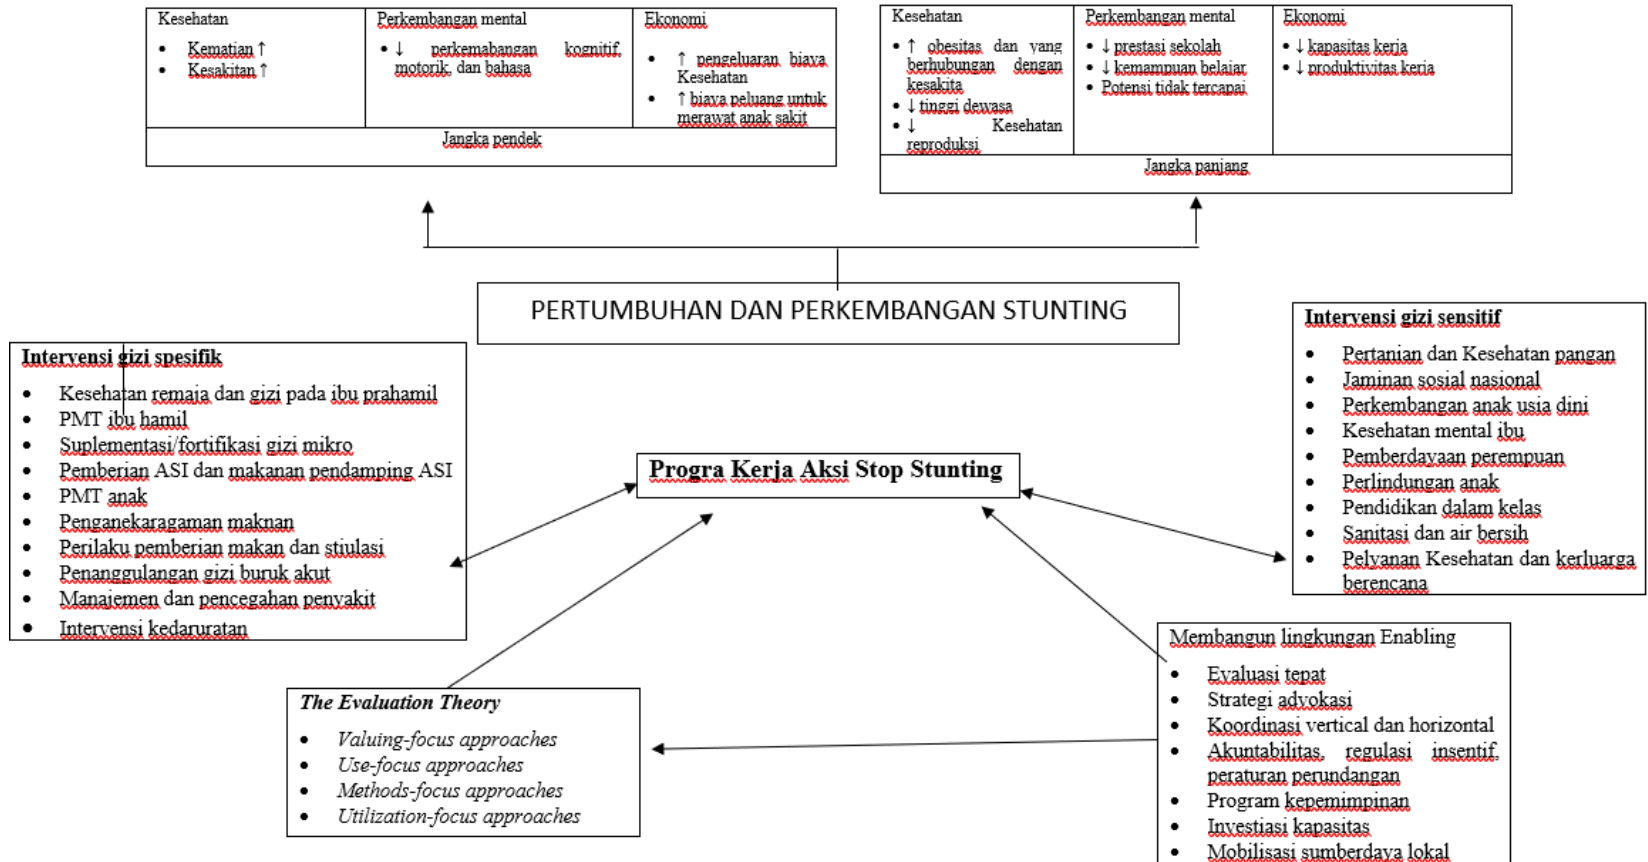 Kesehatan
• Kematian ↑
• Kesakitan ↑
Perkembangan mental
• ↓ perkemabangan kognitif,
motorik, dan bahasa
Ekonomi
• ↑ pengeluaran biaya
Kesehatan
• ↑ biaya peluang untuk
merawat anak sakit
Jangka pendek
Kesehatan
• ↑ obesitas dan yang
berhubungan dengan
kesakita
• ↓ tinggi dewasa
• ↓ Kesehatan
reproduksi
Perkembangan mental
• ↓ prestasi sekolah
• ↓ kemampuan belajar
• Potensi tidak tercapai
Ekonomi
• ↓ kapasitas kerja
• ↓ produktivitas kerja
Jangka panjang
PERTUMBUHAN DAN PERKEMBANGAN STUNTING
Intervensi gizi spesifik
• Kesehatan remaja dan gizi pada ibu prahamil
• PMT ibu hamil
• Suplementasi/fortifikasi gizi mikro
• Pemberian ASI dan makanan pendamping ASI
• PMT anak
• Penganekaragaman maknan
• Perilaku pemberian makan dan stiulasi
• Penanggulangan gizi buruk akut
• Manajemen dan pencegahan penyakit
• Intervensi kedaruratan
Progra Kerja Aksi Stop Stunting
Intervensi gizi sensitif
• Pertanian dan Kesehatan pangan
• Jaminan sosial nasional
• Perkembangan anak usia dini
• Kesehatan mental ibu
• Pemberdayaan perempuan
• Perlindungan anak
• Pendidikan dalam kelas
• Sanitasi dan air bersih
• Pelyanan Kesehatan dan kerluarga
berencana
The Evaluation Theory
• Valuing-focus approaches
• Use-focus approaches
• Methods-focus approaches
• Utilization-focus approaches
Membangun lingkungan Enabling
• Evaluasi tepat
• Strategi advokasi
• Koordinasi vertical dan horizontal
• Akuntabilitas, regulasi insentif,
peraturan perundangan
• Program kepemimpinan
• Investiasi kapasitas
• Mobilisasi sumberdaya lokal